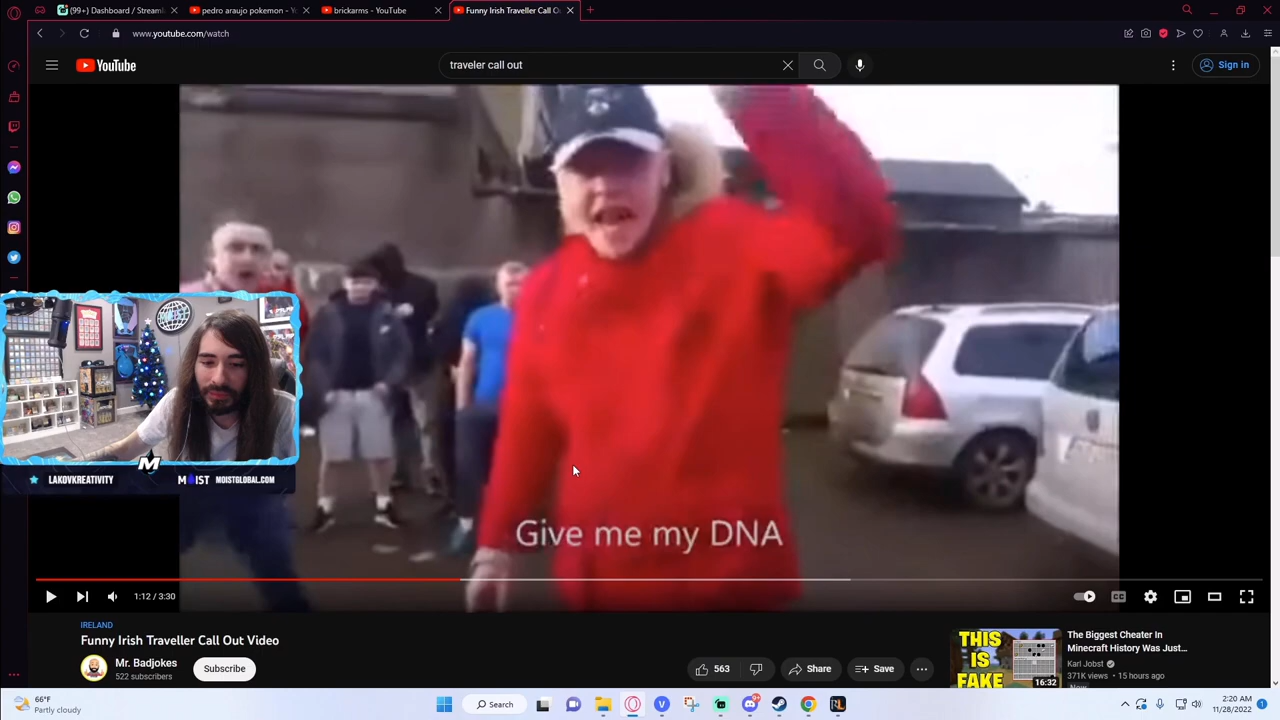 (99+) Dashboard / Streamla
pedro araujo pokemon - Yo
brickarms - YouTube
Funny Irish Traveller Call O
www.youtube.com/watch
YouTube
traveler call out
Sign in
Give me my DNA
LAKOVKREATIVITY
M
MOIST
MOISTGLOBAL.COM
1:12 / 3:30
CC
IRELAND
Funny Irish Traveller Call Out Video
Mr. Badjokes
522 subscribers
Subscribe
563
Share
Save
THIS
IS
FAKE
16:32
The Biggest Cheater In
Minecraft History Was Just...
Karl Jobst
371K views • 15 hours ago
66°F
Partly cloudy
Search
2:20 AM
11/28/2022